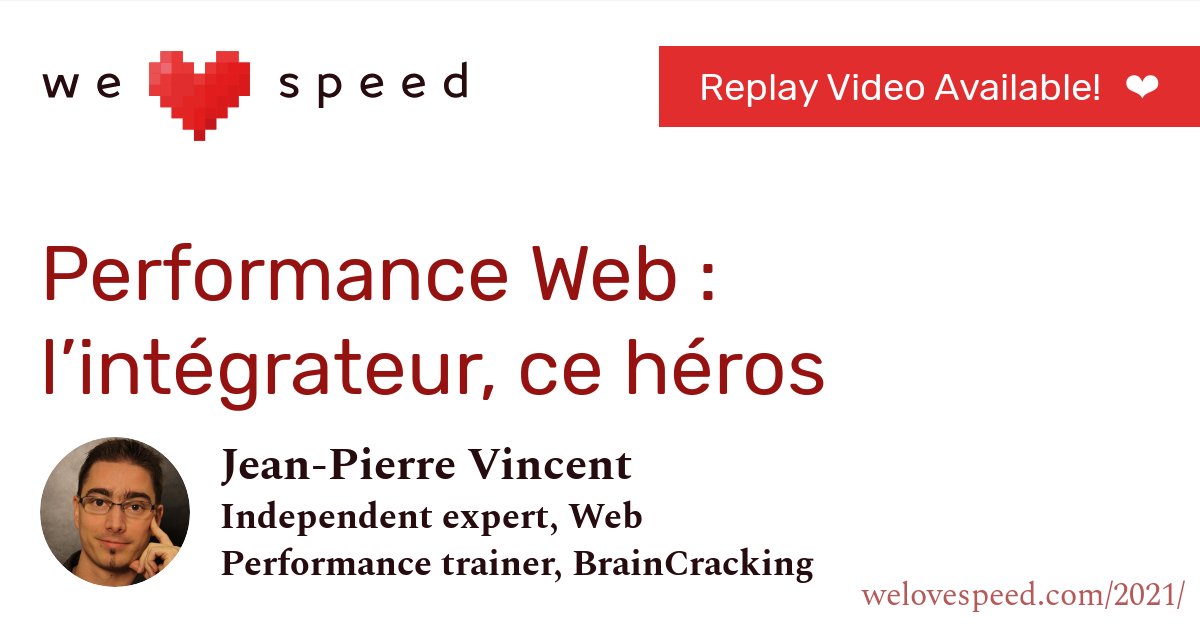 we ❤ speed
Replay Video Available! ❤
Performance Web :
l’intégrateur, ce héros
Jean-Pierre Vincent
Independent expert, Web
Performance trainer, BrainCracking
welovespeed.com/2021/